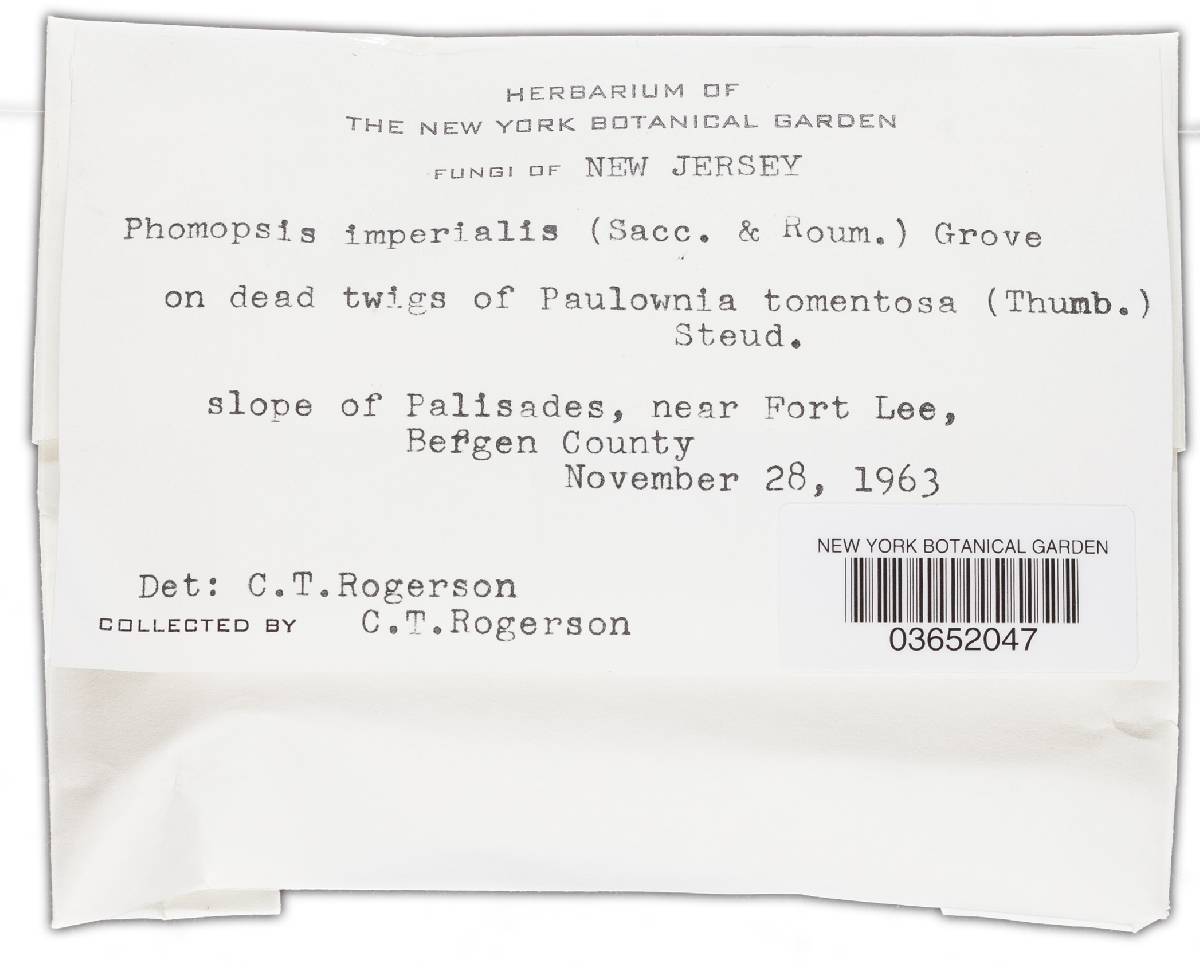 HERBARIUM OF
THE NEW YORK BOTANICAL GARDEN
FUNGI OF NEW JERSEY
Phomopsis imperialis (Sacc. & Roum.) Grove
on dead twigs of Paulownia tomentosa (Thumb.)
Steud.
slope of Palisades, near Fort Lee,
Bergen County
November 28, 1963
NEW YORK BOTANICAL GARDEN
03652047
Det: C.T.Rogerson
COLLECTED BY C.T.Rogerson